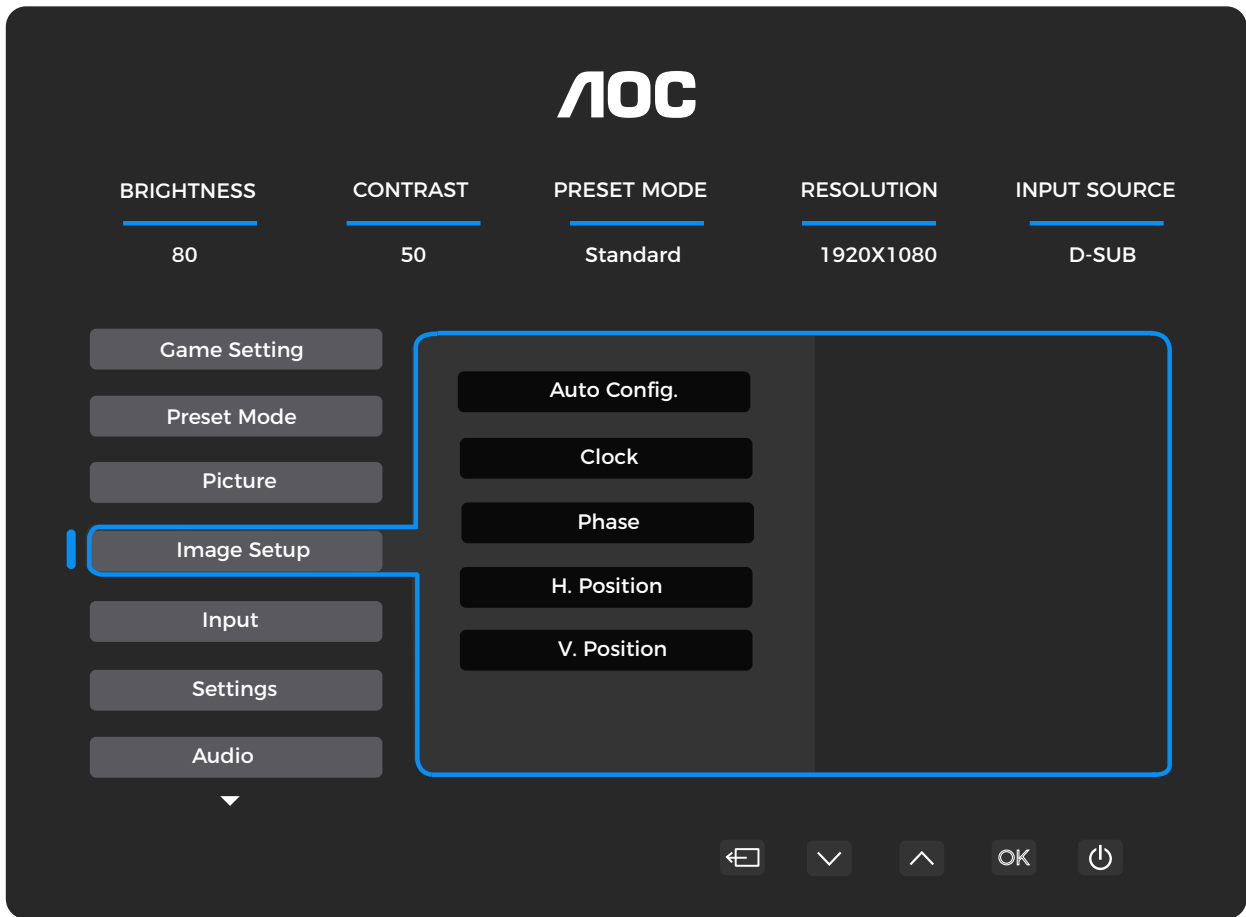 AOC
BRIGHTNESS CONTRAST PRESET MODE RESOLUTION INPUT SOURCE
80 50 Standard 1920X1080 D-SUB
Game Setting
Auto Config.
Preset Mode
Clock
Picture
Phase
Image Setup
H. Position
Input
V. Position
Settings
Audio
OK